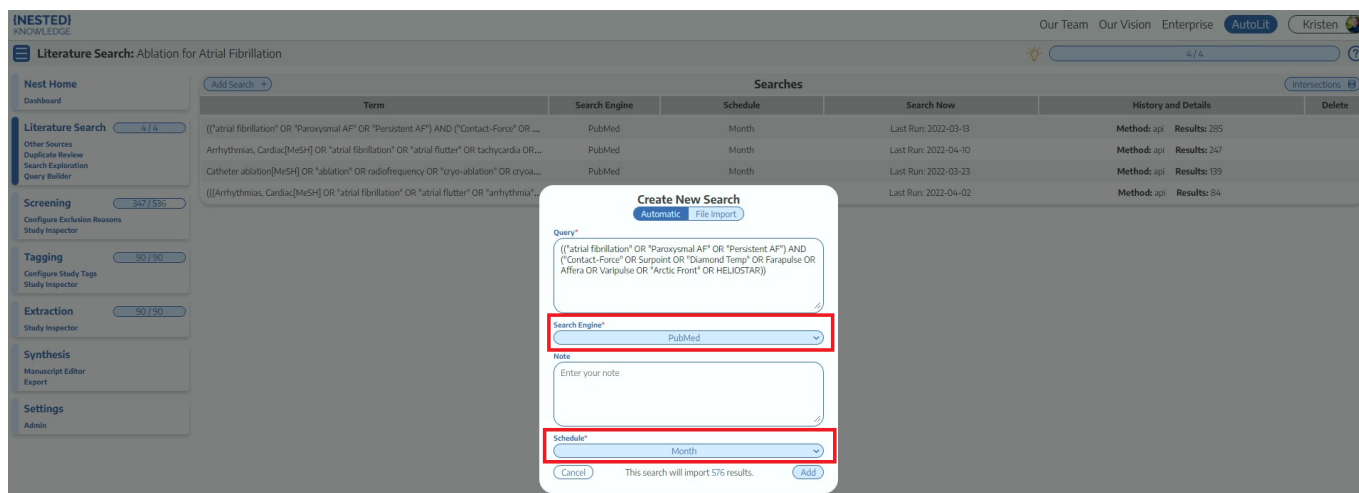 {NESTED}
KNOWLEDGE
Our Team Our Vision Enterprise AutoLit Kristen
Literature Search: Ablation for Atrial Fibrillation
4/4
Nest Home
Dashboard
Literature Search 4/4
Other Sources
Duplicate Review
Search Exploration
Query Builder
Screening 347/536
Configure Exclusion Reasons
Study Inspector
Tagging 90/90
Configure Study Tags
Study Inspector
Extraction 90/90
Study Inspector
Synthesis
Manuscript Editor
Export
Settings
Admin
Add Search + Searches Intersections
Term Search Engine Schedule Search Now History and Details Delete
(("atrial fibrillation" OR "Paroxysmal AF" OR "Persistent AF") AND ("Contact-Force" OR ... PubMed Month Last Run: 2022-03-13 Method: api Results: 285
Arrhythmias, Cardiac[MeSH] OR "atrial fibrillation" OR "atrial flutter" OR tachycardia OR... PubMed Month Last Run: 2022-04-10 Method: api Results: 247
Catheter ablation[MeSH] OR "ablation" OR radiofrequency OR "cryo-ablation" OR cryoa... PubMed Month Last Run: 2022-03-23 Method: api Results: 139
(((Arrhythmias, Cardiac[MeSH] OR "atrial fibrillation" OR "atrial flutter" OR "arrhythmia"... Last Run: 2022-04-02 Method: api Results: 84
Create New Search
Automatic File Import
Query*
(("atrial fibrillation" OR "Paroxysmal AF" OR "Persistent AF") AND
("Contact-Force" OR Surpoint OR "Diamond Temp" OR Farapulse OR
Affera OR Varipulse OR "Arctic Front" OR HELIOSTAR))
Search Engine*
PubMed
Note
Enter your note
Schedule*
Month
Cancel This search will import 576 results. Add